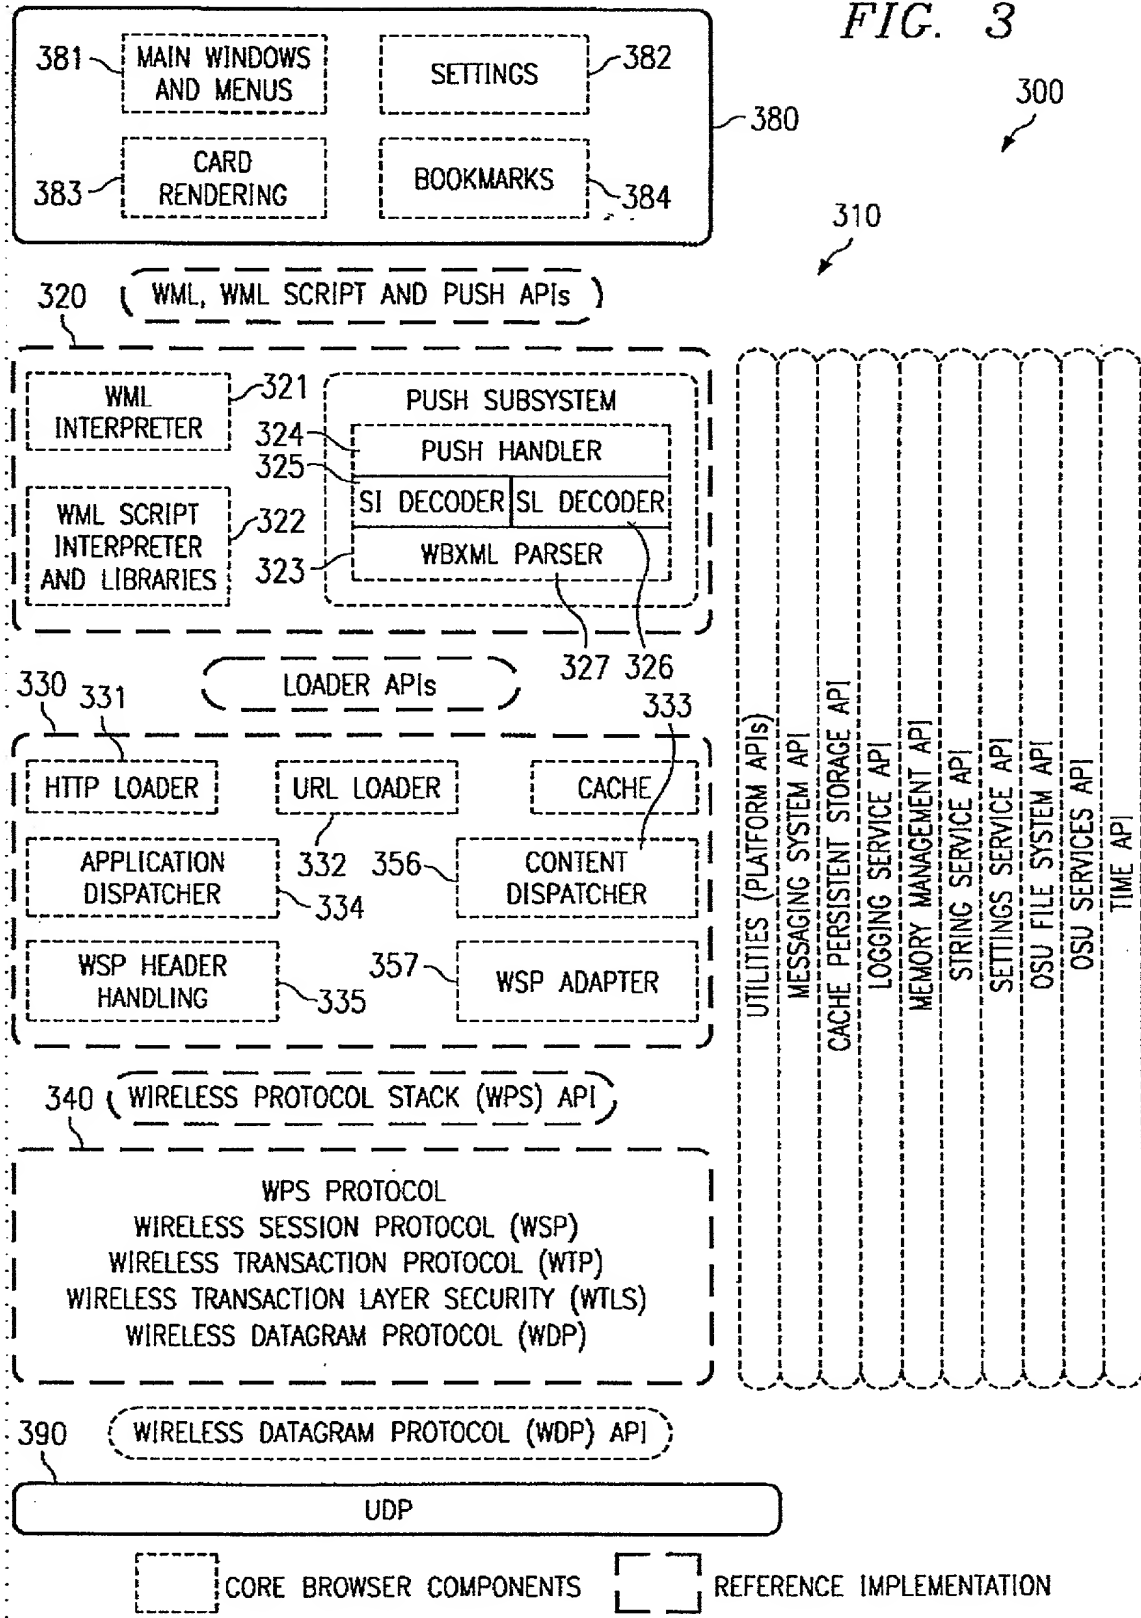 FIG. 3
300
310
380
381
MAIN WINDOWS
AND MENUS
SETTINGS
382
383
CARD
RENDERING
BOOKMARKS
384
WML, WML SCRIPT AND PUSH APIs
320
WML
INTERPRETER
321
WML SCRIPT
INTERPRETER
AND LIBRARIES
322
PUSH SUBSYSTEM
324
PUSH HANDLER
325
SI DECODER
SL DECODER
323
WBXML PARSER
327
326
LOADER APIs
330
331
333
HTTP LOADER
URL LOADER
CACHE
332
APPLICATION
DISPATCHER
334
356
CONTENT
DISPATCHER
WSP HEADER
HANDLING
335
357
WSP ADAPTER
340
WIRELESS PROTOCOL STACK (WPS) API
WPS PROTOCOL
WIRELESS SESSION PROTOCOL (WSP)
WIRELESS TRANSACTION PROTOCOL (WTP)
WIRELESS TRANSACTION LAYER SECURITY (WTLS)
WIRELESS DATAGRAM PROTOCOL (WDP)
WIRELESS DATAGRAM PROTOCOL (WDP) API
390
UDP
UTILITIES (PLATFORM APIs)
MESSAGING SYSTEM API
CACHE PERSISTENT STORAGE API
LOGGING SERVICE API
MEMORY MANAGEMENT API
STRING SERVICE API
SETTINGS SERVICE API
OSU FILE SYSTEM API
OSU SERVICES API
TIME API
CORE BROWSER COMPONENTS
REFERENCE IMPLEMENTATION